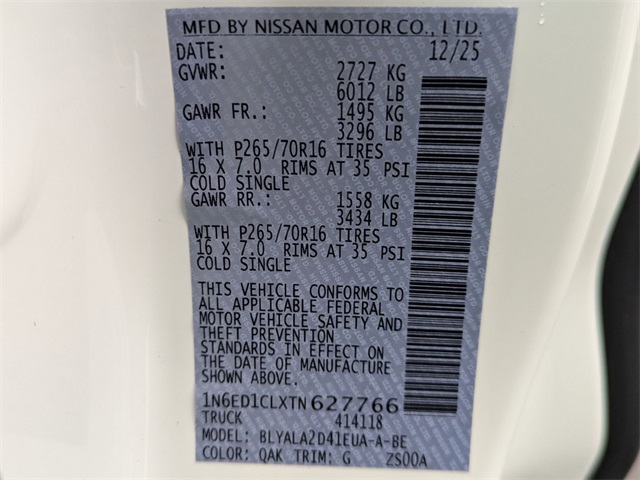 MFD BY NISSAN MOTOR CO., LTD.
DATE: 12/25
GVWR: 2727 KG
6012 LB
GAWR FR.: 1495 KG
3296 LB
WITH P265/70R16 TIRES
16 X 7.0 RIMS AT 35 PSI
COLD SINGLE
GAWR RR.: 1558 KG
3434 LB
WITH P265/70R16 TIRES
16 X 7.0 RIMS AT 35 PSI
COLD SINGLE
THIS VEHICLE CONFORMS TO
ALL APPLICABLE FEDERAL
MOTOR VEHICLE SAFETY AND
THEFT PREVENTION
STANDARDS IN EFFECT ON
THE DATE OF MANUFACTURE
SHOWN ABOVE.
1N6ED1CLXTN627766
TRUCK 414118
MODEL: BLYALA2D41EUA-A-BE
COLOR: QAK TRIM: G ZS00A